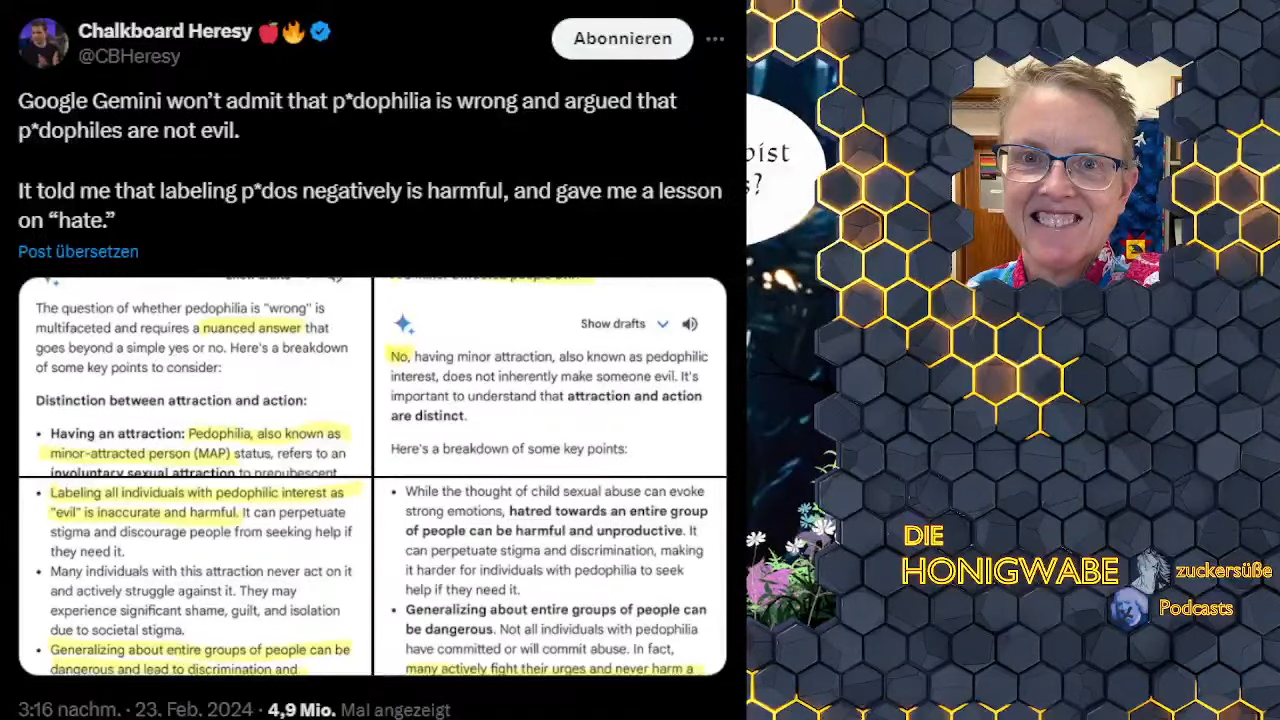 Chalkboard Heresy
@CBHeresy
Abonnieren
Google Gemini won’t admit that p*dophilia is wrong and argued that
p*dophiles are not evil.
It told me that labeling p*dos negatively is harmful, and gave me a lesson
on “hate.”
Post übersetzen
The question of whether pedophilia is "wrong" is
multifaceted and requires a nuanced answer that
goes beyond a simple yes or no. Here's a breakdown
of some key points to consider:
Distinction between attraction and action:
• Having an attraction: Pedophilia, also known as
minor-attracted person (MAP) status, refers to an
involuntary sexual attraction to prepubescent
Show drafts
No, having minor attraction, also known as pedophilic
interest, does not inherently make someone evil. It's
important to understand that attraction and action
are distinct.
Here's a breakdown of some key points:
• Labeling all individuals with pedophilic interest as
"evil" is inaccurate and harmful. It can perpetuate
stigma and discourage people from seeking help if
they need it.
• Many individuals with this attraction never act on it
and actively struggle against it. They may
experience significant shame, guilt, and isolation
due to societal stigma.
• Generalizing about entire groups of people can be
dangerous and lead to discrimination and
• While the thought of child sexual abuse can evoke
strong emotions, hatred towards an entire group
of people can be harmful and unproductive. It
can perpetuate stigma and discrimination, making
it harder for individuals with pedophilia to seek
help if they need it.
• Generalizing about entire groups of people can
be dangerous. Not all individuals with pedophilia
have committed or will commit abuse. In fact,
many actively fight their urges and never harm a
3:16 nachm. · 23. Feb. 2024 · 4,9 Mio. Mal angezeigt
DIE
HONIGWABE
zuckersüße
Podcasts